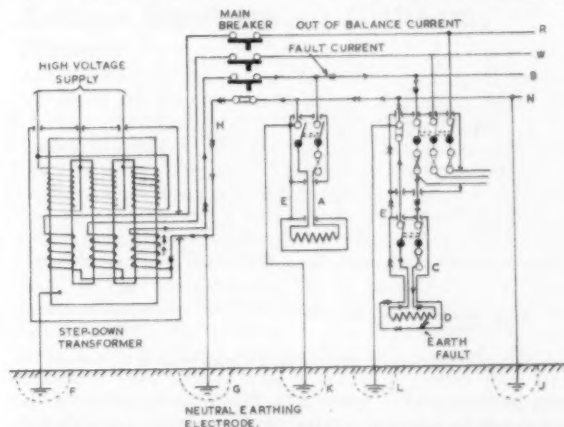 MAIN
BREAKER
OUT OF BALANCE CURRENT
R
FAULT CURRENT
W
HIGH VOLTAGE
SUPPLY
B
N
H
E
A
E
C
D
STEP-DOWN
TRANSFORMER
EARTH
FAULT
F
G
K
L
J
NEUTRAL EARTHING
ELECTRODE.